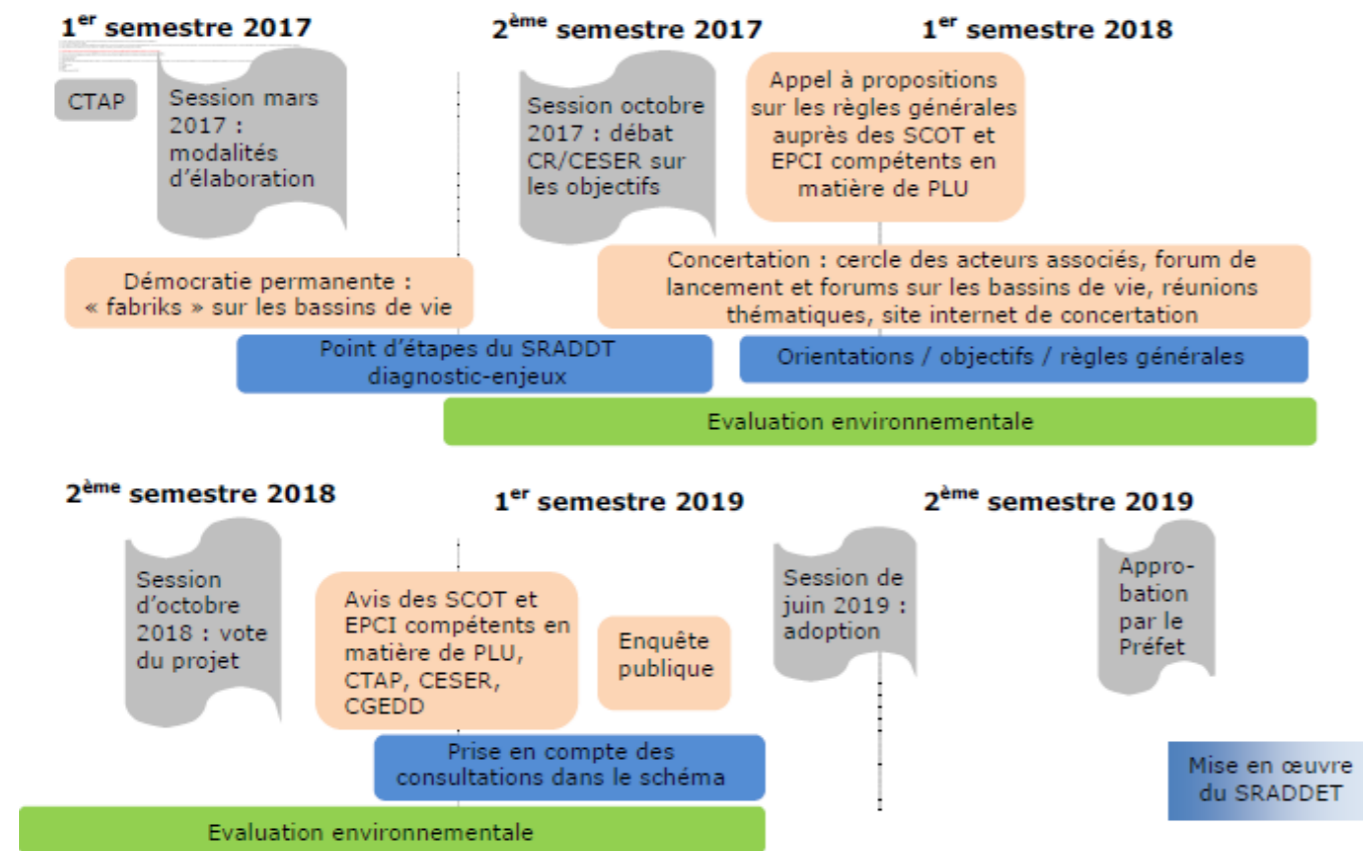 1er semestre 2017
2ème semestre 2017
1er semestre 2018
CTAP
Session mars
2017 :
modalités
d'élaboration
Session octobre
2017 : débat
CR/CESER sur
les objectifs
Appel à propositions
sur les règles générales
auprès des SCOT et
EPCI compétents en
matière de PLU
Démocratie permanente :
« fabriks » sur les bassins de vie
Concertation : cercle des acteurs associés, forum de
lancement et forums sur les bassins de vie, réunions
thématiques, site internet de concertation
Point d'étapes du SRADDT
diagnostic-enjeux
Orientations / objectifs / règles générales
Evaluation environnementale
2ème semestre 2018
1er semestre 2019
2ème semestre 2019
Session
d'octobre
2018 : vote
du projet
Avis des SCOT et
EPCI compétents en
matière de PLU,
CTAP, CESER,
CGEDD
Enquête
publique
Session de
juin 2019 :
adoption
Appro-
bation
par le
Préfet
Prise en compte des
consultations dans le schéma
Mise en œuvre
du SRADDET
Evaluation environnementale